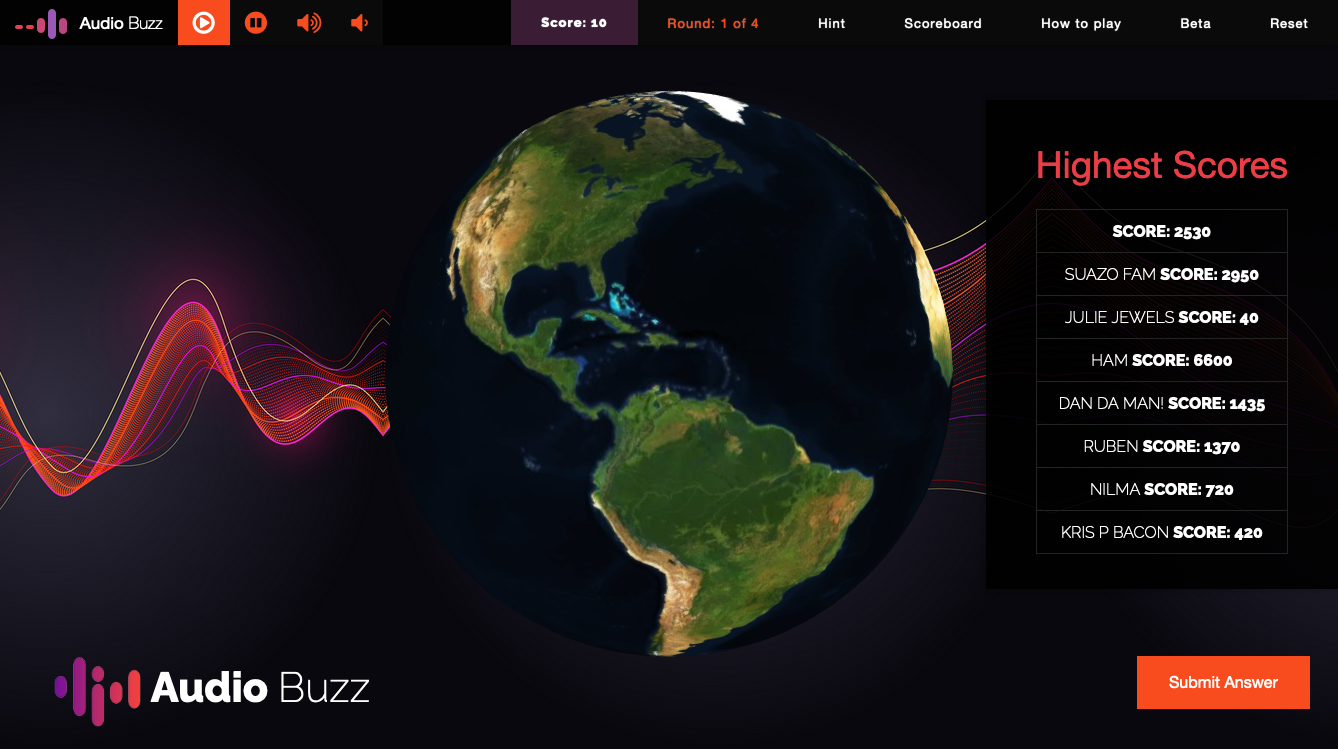 Audio Buzz
Score: 10
Round: 1 of 4
Hint
Scoreboard
How to play
Beta
Reset
Highest Scores
SCORE: 2530
SUAZO FAM SCORE: 2950
JULIE JEWELS SCORE: 40
HAM SCORE: 6600
DAN DA MAN! SCORE: 1435
RUBEN SCORE: 1370
NILMA SCORE: 720
KRIS P BACON SCORE: 420
Audio Buzz
Submit Answer